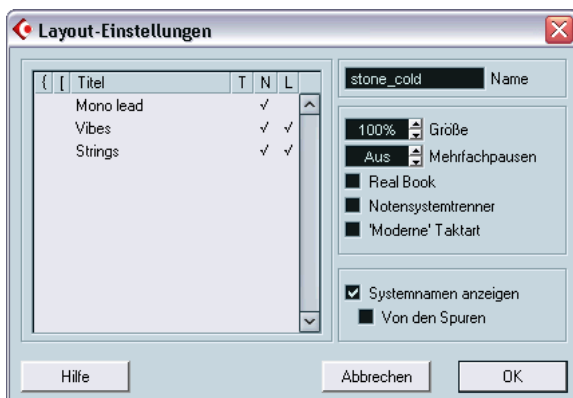 Layout-Einstellungen
{ [ Titel T N L
Mono lead √
Vibes √ √
Strings √ √
stone_cold Name
100% Größe
Aus Mehrfachpausen
Real Book
Notensystemtrenner
'Moderne' Taktart
Systemnamen anzeigen
Von den Spuren
Hilfe Abbrechen OK